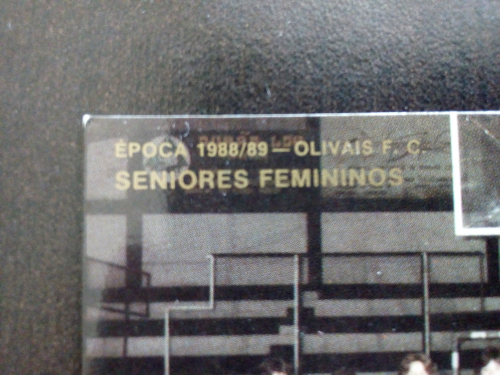 ÉPOCA 1988/89 — OLIVAIS F. C.
SENIORES FEMININOS